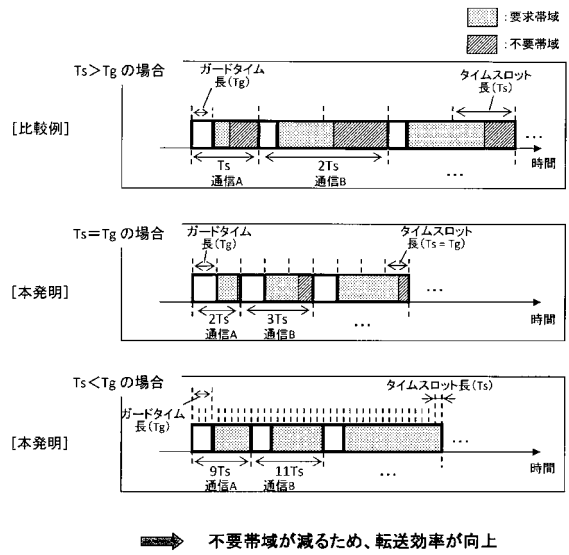 :要求帯域
:不要帯域
Ts>Tg の場合
ガードタイム
長(Tg)
タイムスロット
長(Ts)
[比較例]
...
時間
Ts
通信A
2Ts
通信B
...
Ts=Tg の場合
ガードタイム
長(Tg)
タイムスロット
長(Ts=Tg)
[本発明]
...
時間
2Ts
通信A
3Ts
通信B
...
Ts<Tg の場合
ガードタイム
長(Tg)
タイムスロット長(Ts)
[本発明]
...
時間
9Ts
通信A
11Ts
通信B
...
不要帯域が減るため、転送効率が向上